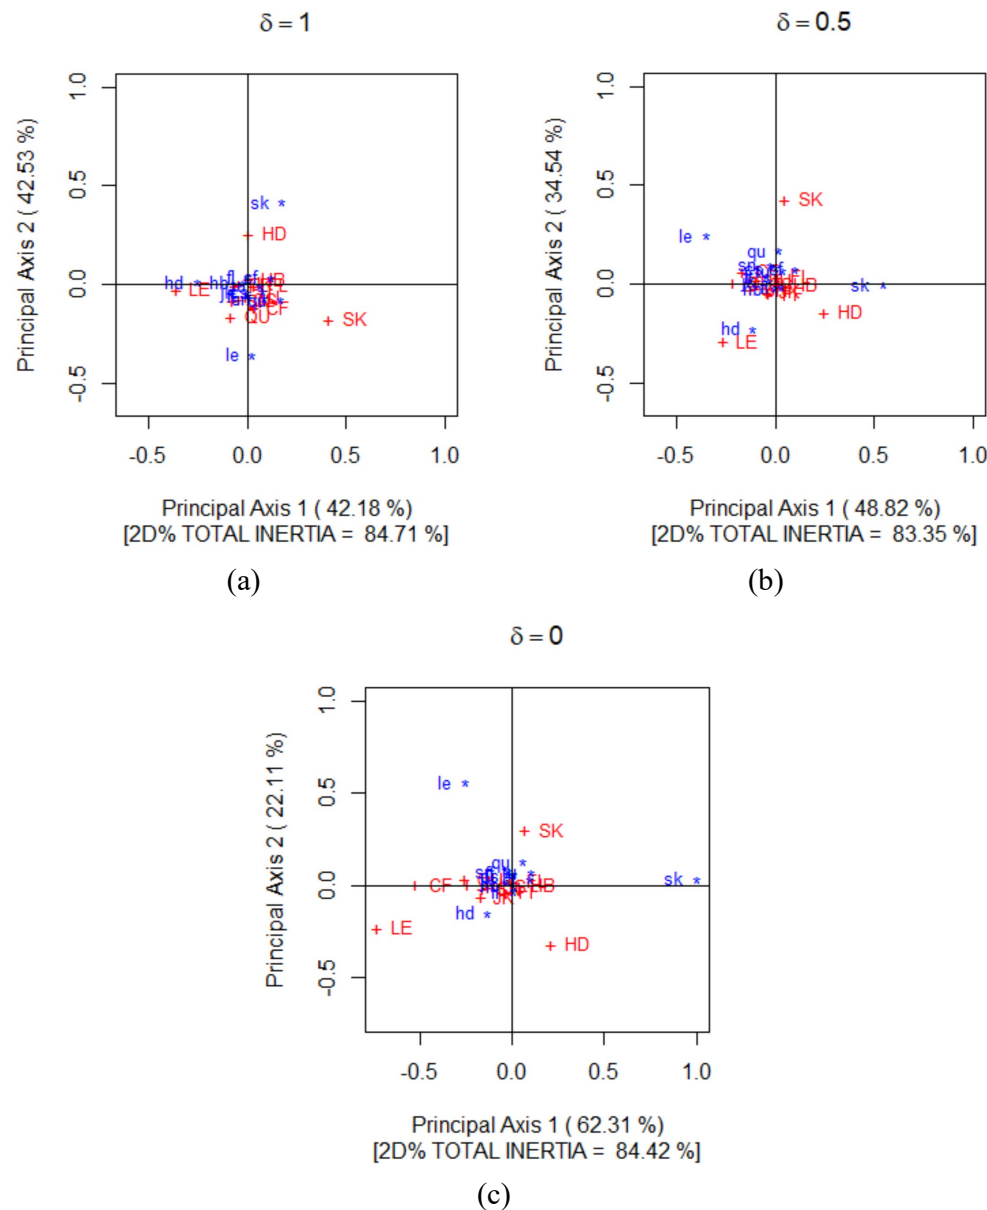 δ = 1
Principal Axis 2 ( 42.53 %)
1.0
0.5
0.0
-0.5
sk
HD
hd
LE
hb
fl
sf
HB
CF
QU
SK
le
-0.5 0.0 0.5 1.0
Principal Axis 1 ( 42.18 %)
[2D% TOTAL INERTIA = 84.71 %]
(a)
δ = 0.5
Principal Axis 2 ( 34.54 %)
1.0
0.5
0.0
-0.5
SK
le
qu
sk
HD
hd
LE
-0.5 0.0 0.5 1.0
Principal Axis 1 ( 48.82 %)
[2D% TOTAL INERTIA = 83.35 %]
(b)
δ = 0
Principal Axis 2 ( 22.11 %)
1.0
0.5
0.0
-0.5
le
SK
qu
CF
HB
sk
JK
hd
LE
HD
-0.5 0.0 0.5 1.0
Principal Axis 1 ( 62.31 %)
[2D% TOTAL INERTIA = 84.42 %]
(c)